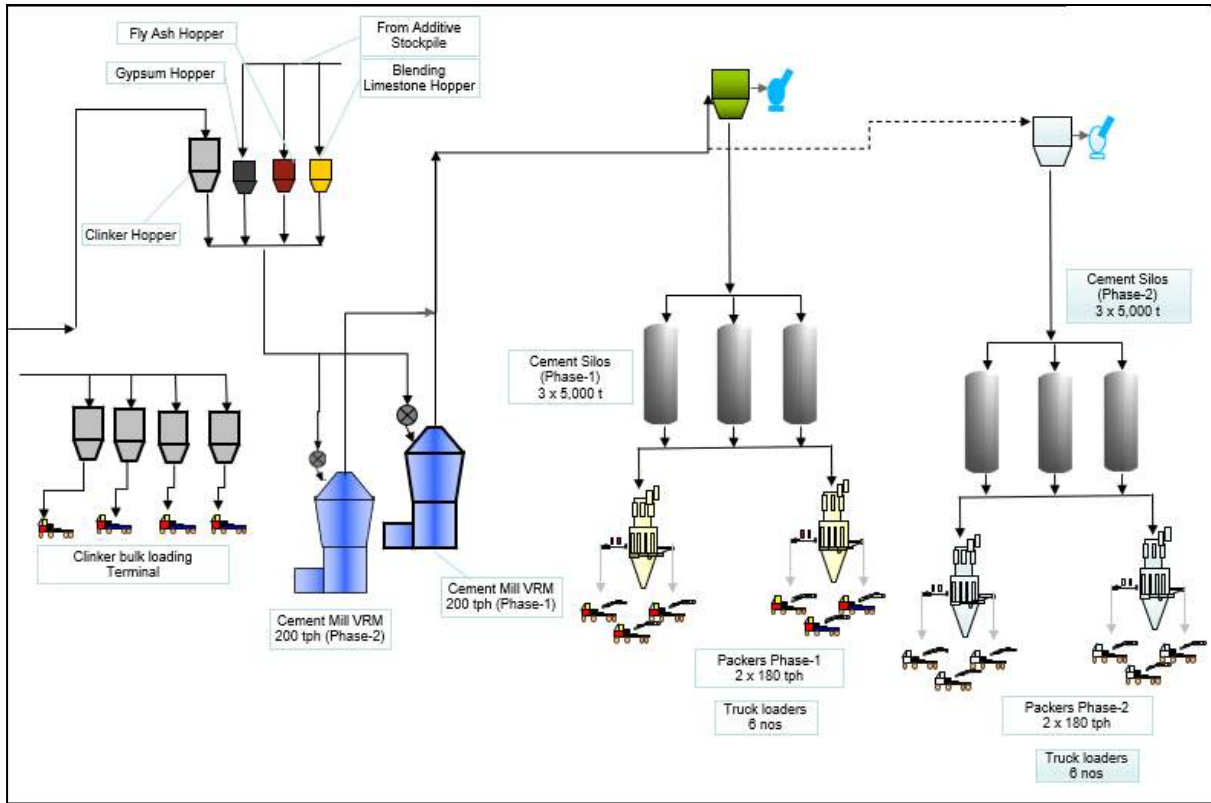 Fly Ash Hopper
From Additive
Stockpile
Gypsum Hopper
Blending
Limestone Hopper
Clinker Hopper
Cement Silos
(Phase-2)
3 x 5,000 t
Cement Silos
(Phase-1)
3 x 5,000 t
Clinker bulk loading
Terminal
Cement Mill VRM
200 tph (Phase-1)
Cement Mill VRM
200 tph (Phase-2)
Packers Phase-1
2 x 180 tph
Truck loaders
6 nos
Packers Phase-2
2 x 180 tph
Truck loaders
6 nos